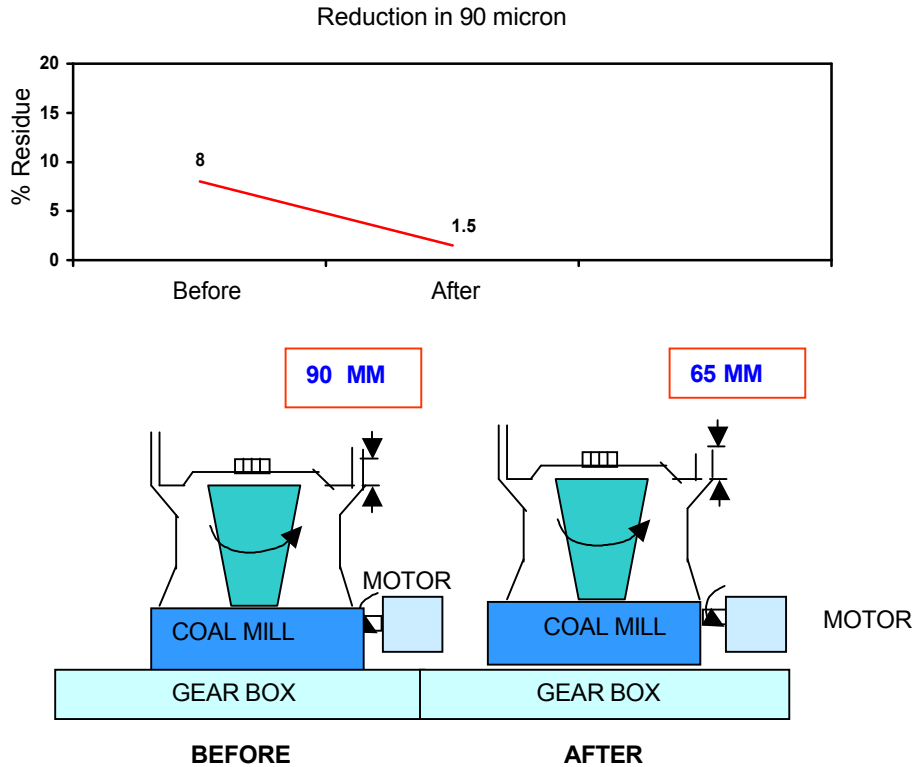 Reduction in 90 micron
20
15
10
5
0
% Residue
8
1.5
Before After
90 MM 65 MM
MOTOR
COAL MILL COAL MILL MOTOR
GEAR BOX GEAR BOX
BEFORE AFTER